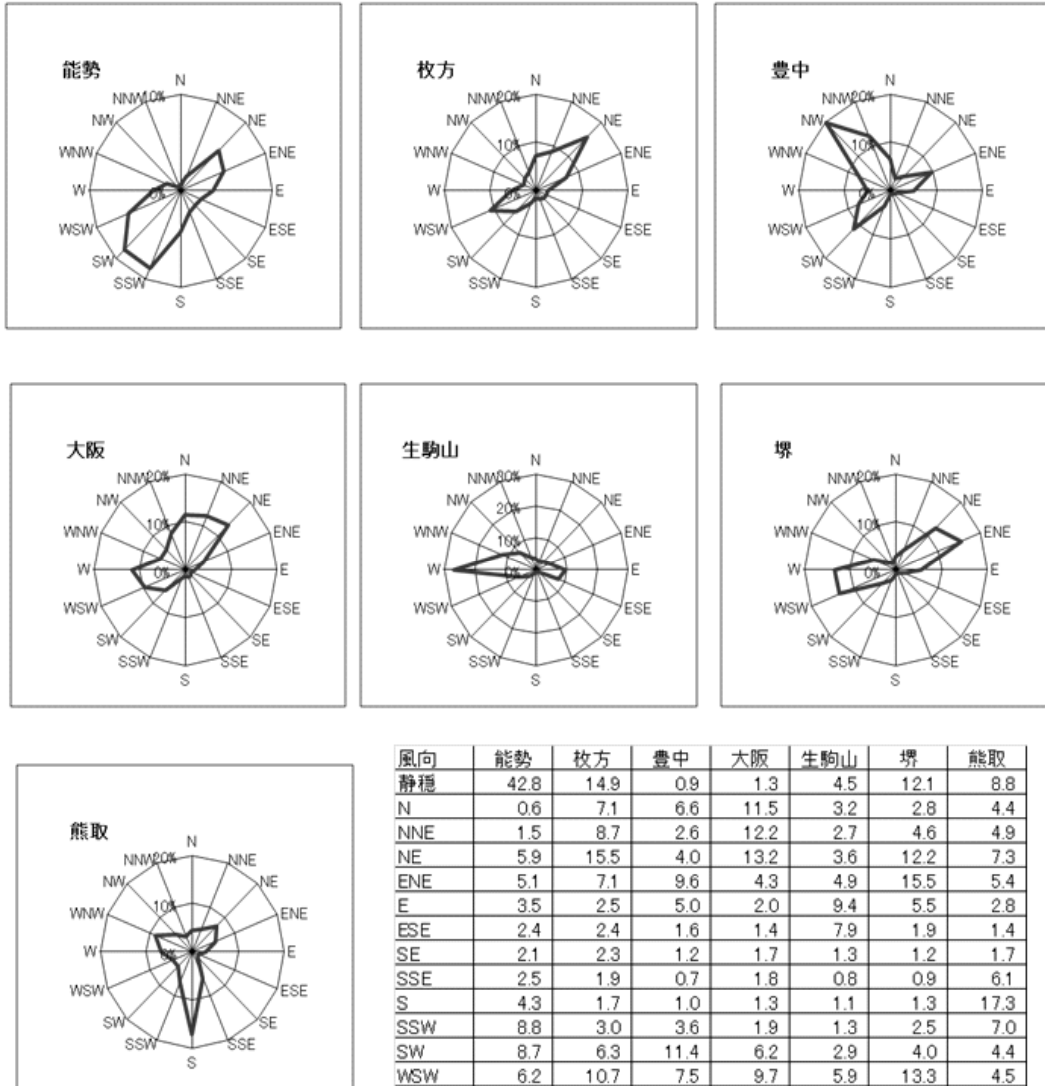 能勢
N
NNW 10% NNE
NW NE
WNW ENE
W 0% E
WSW ESE
SW SE
SSW SSE
S
枚方
N
NNW 20% NNE
NW NE
10%
WNW ENE
W 0% E
WSW ESE
SW SE
SSW SSE
S
豊中
N
NNW 20% NNE
NW NE
10%
WNW ENE
W 0% E
WSW ESE
SW SE
SSW SSE
S
大阪
N
NNW 20% NNE
NW NE
10%
WNW ENE
W 0% E
WSW ESE
SW SE
SSW SSE
S
生駒山
N
NNW 30% NNE
NW 20% NE
WNW 10% ENE
W 0% E
WSW ESE
SW SE
SSW SSE
S
堺
N
NNW 20% NNE
NW NE
10%
WNW ENE
W 0% E
WSW ESE
SW SE
SSW SSE
S
熊取
N
NNW 20% NNE
NW NE
10%
WNW ENE
W 0% E
WSW ESE
SW SE
SSW SSE
S
風向 能勢 枚方 豊中 大阪 生駒山 堺 熊取
静穏 42.8 14.9 0.9 1.3 4.5 12.1 8.8
N 0.6 7.1 6.6 11.5 3.2 2.8 4.4
NNE 1.5 8.7 2.6 12.2 2.7 4.6 4.9
NE 5.9 15.5 4.0 13.2 3.6 12.2 7.3
ENE 5.1 7.1 9.6 4.3 4.9 15.5 5.4
E 3.5 2.5 5.0 2.0 9.4 5.5 2.8
ESE 2.4 2.4 1.6 1.4 7.9 1.9 1.4
SE 2.1 2.3 1.2 1.7 1.3 1.2 1.7
SSE 2.5 1.9 0.7 1.8 0.8 0.9 6.1
S 4.3 1.7 1.0 1.3 1.1 1.3 17.3
SSW 8.8 3.0 3.6 1.9 1.3 2.5 7.0
SW 8.7 6.3 11.4 6.2 2.9 4.0 4.4
WSW 6.2 10.7 7.5 9.7 5.9 13.3 4.5